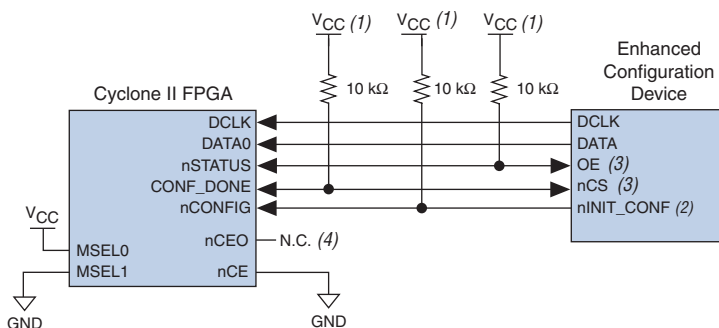 VCC (1)
VCC (1)
VCC (1)
10 kΩ
10 kΩ
10 kΩ
Enhanced
Configuration
Device
Cyclone II FPGA
DCLK
DATA0
nSTATUS
CONF_DONE
nCONFIG
nCEO
nCE
VCC
MSEL0
MSEL1
GND
N.C. (4)
GND
DCLK
DATA
OE (3)
nCS (3)
nINIT_CONF (2)